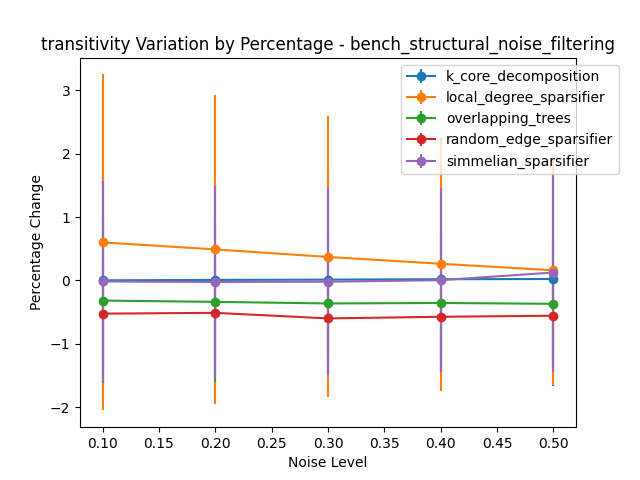 transitivity Variation by Percentage - bench_structural_noise_filtering
k_core_decomposition
local_degree_sparsifier
overlapping_trees
random_edge_sparsifier
simmelian_sparsifier
Percentage Change
3
2
1
0
−1
−2
0.10
0.15
0.20
0.25
0.30
0.35
0.40
0.45
0.50
Noise Level